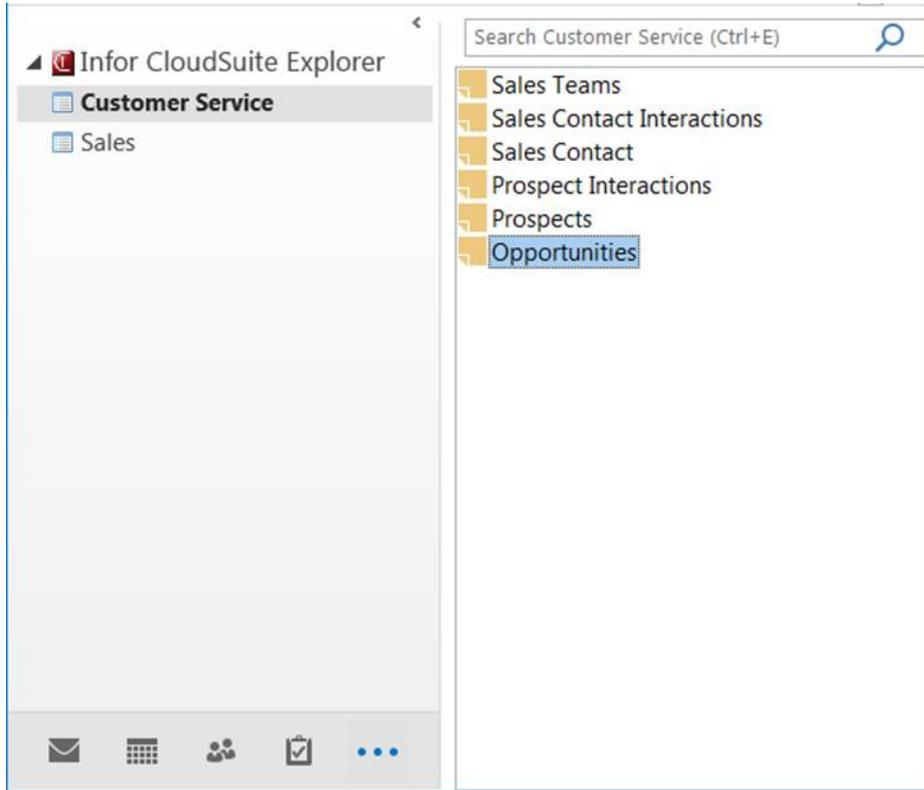 Infor CloudSuite Explorer
Customer Service
Sales
Search Customer Service (Ctrl+E)
Sales Teams
Sales Contact Interactions
Sales Contact
Prospect Interactions
Prospects
Opportunities